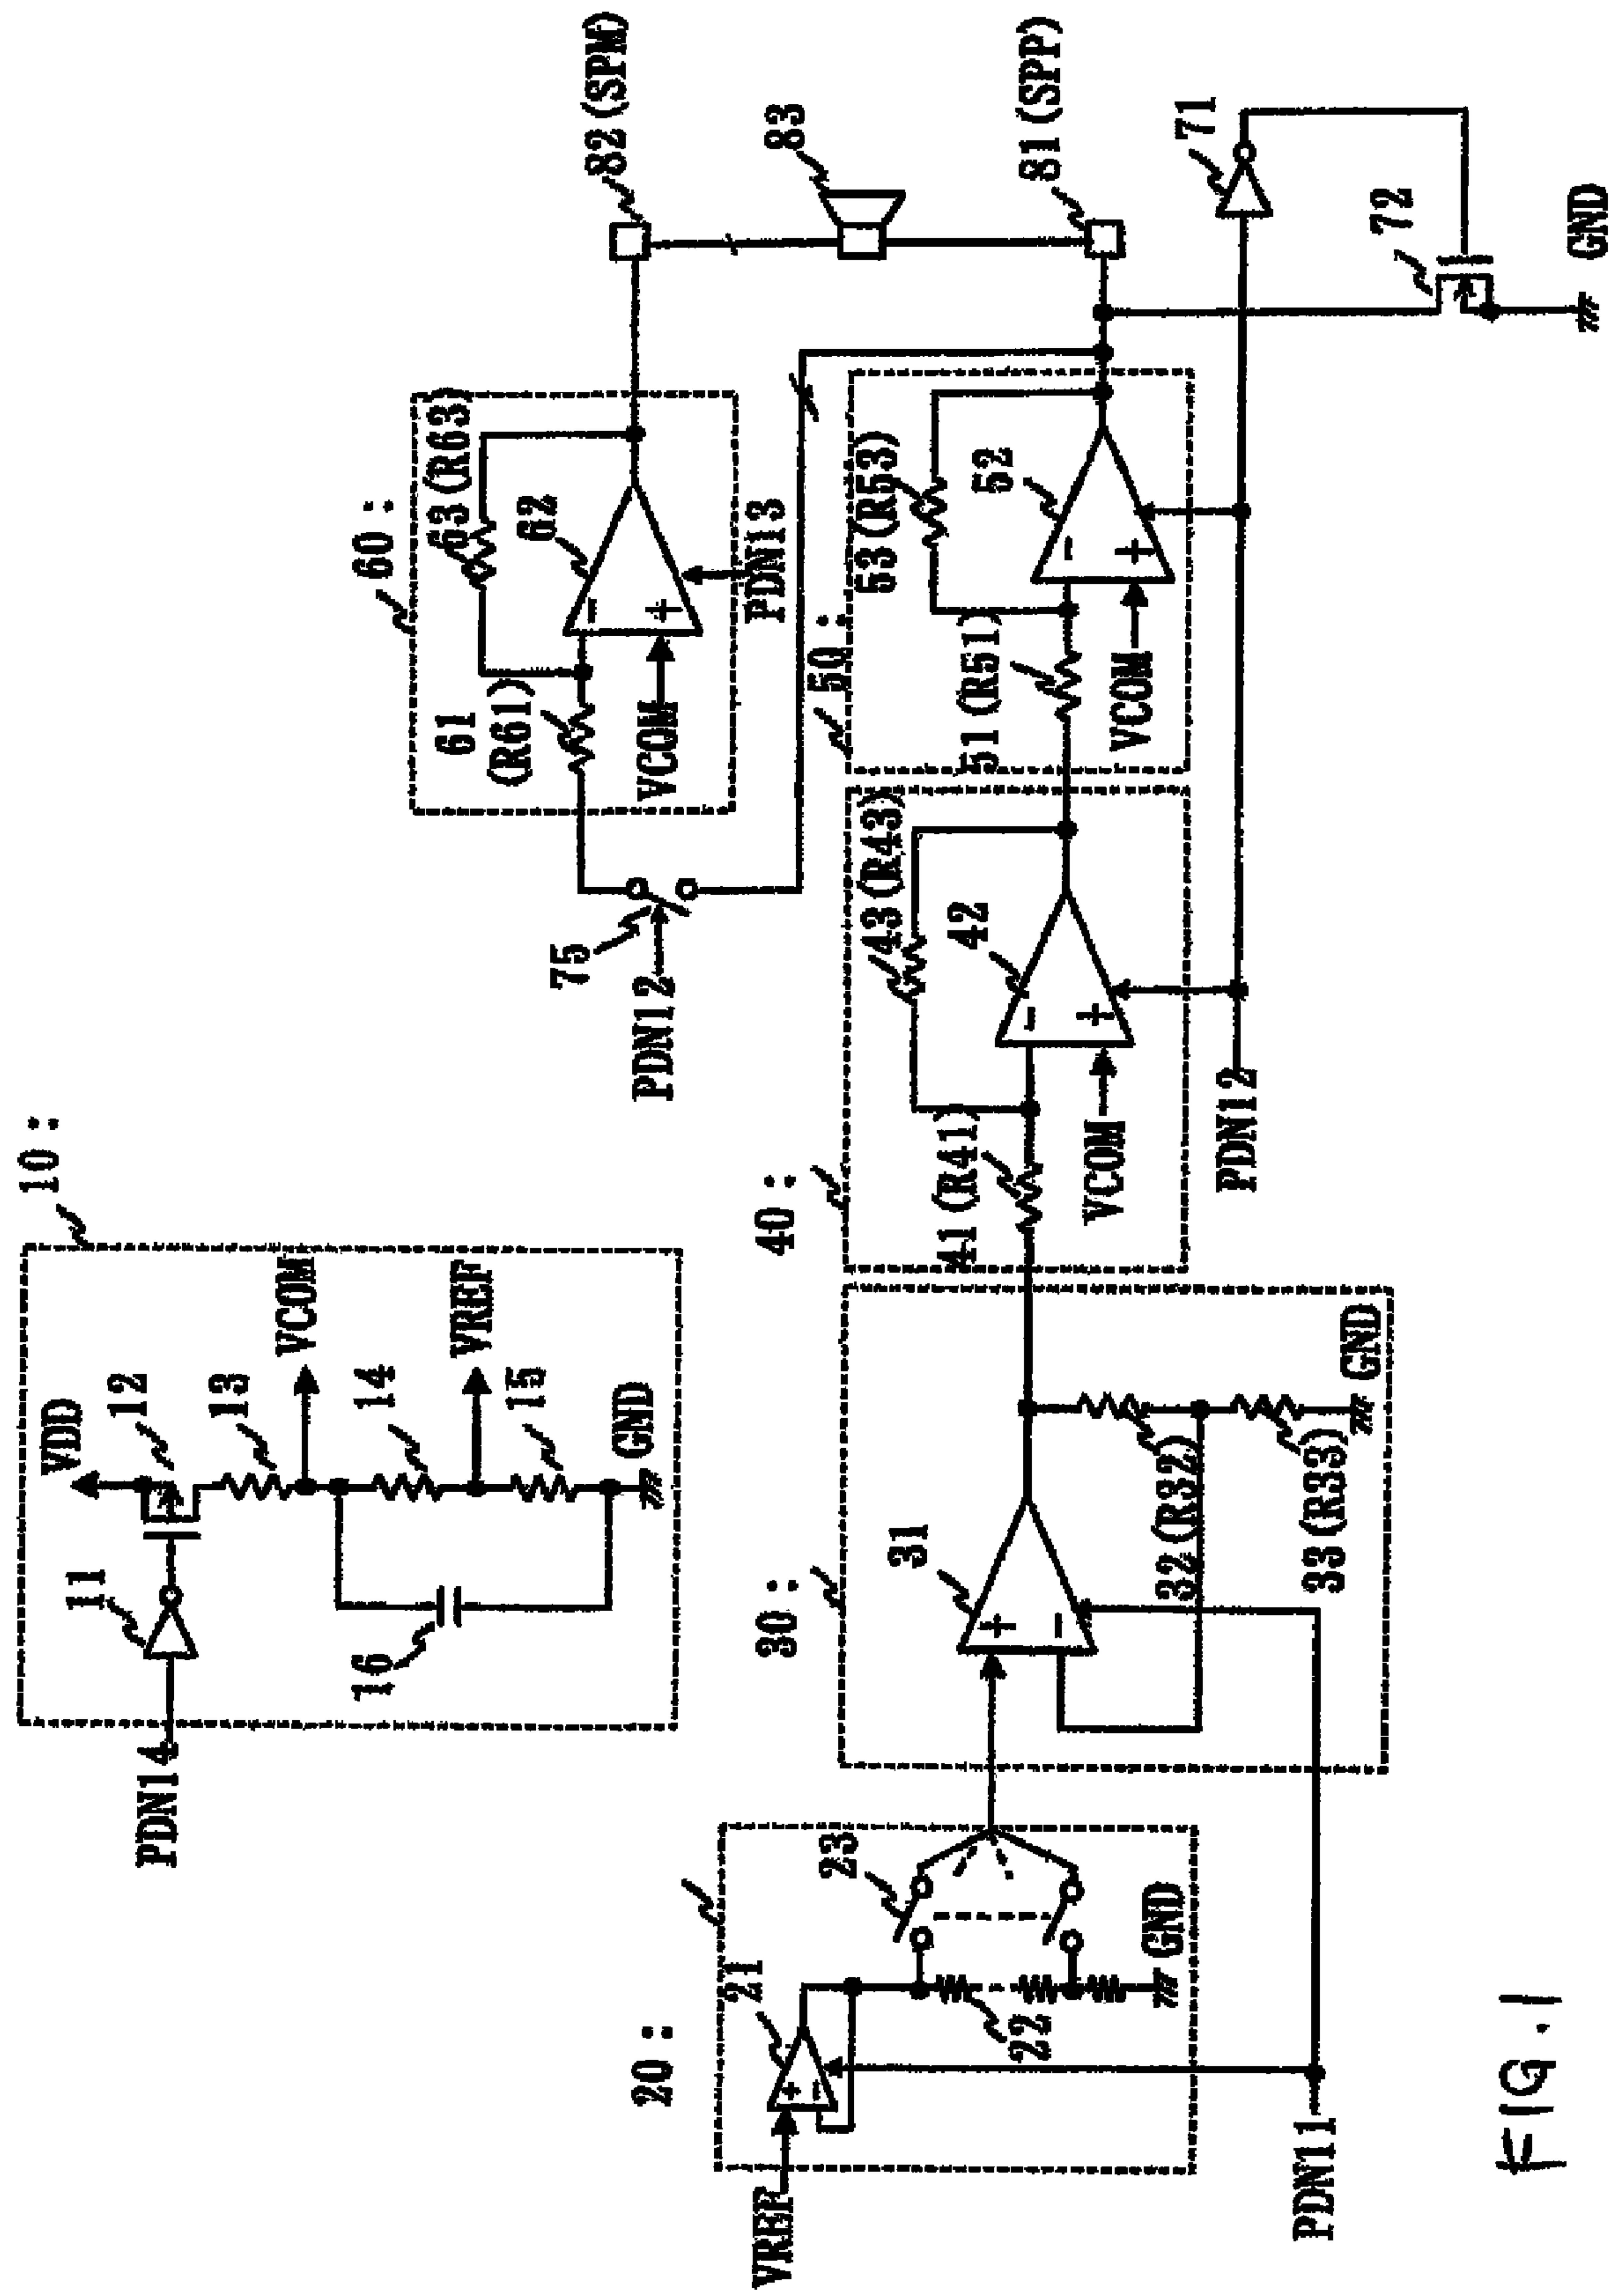 10:
PDN14
11
VDD
12
13
VCOM
14
VREF
15
16
GND
20:
VREF
21
22
23
GND
PDN11
30:
31
32(R32)
33(R33)
GND
40:
41(R41)
42
43(R43)
VCOM
PDN12
50:
51(R51)
52
53(R53)
VCOM
60:
61
(R61)
62
63(R63)
VCOM
PDN13
75
PDN12
82(SPM)
83
81(SPP)
71
72
GND
FIG. 1